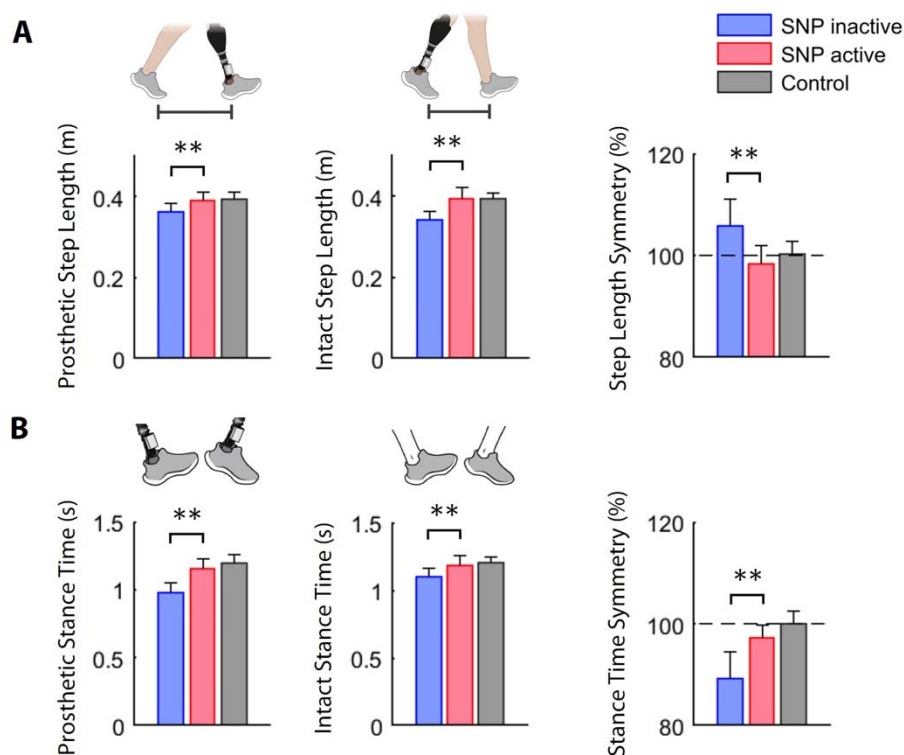 A
SNP inactive
SNP active
Control
Prosthetic Step Length (m)
**
0.4
0.2
0
Intact Step Length (m)
**
0.4
0.2
0
Step Length Symmetry (%)
**
120
100
80
B
Prosthetic Stance Time (s)
**
1.5
1
0.5
0
Intact Stance Time (s)
**
1.5
1
0.5
0
Stance Time Symmetry (%)
**
120
100
80